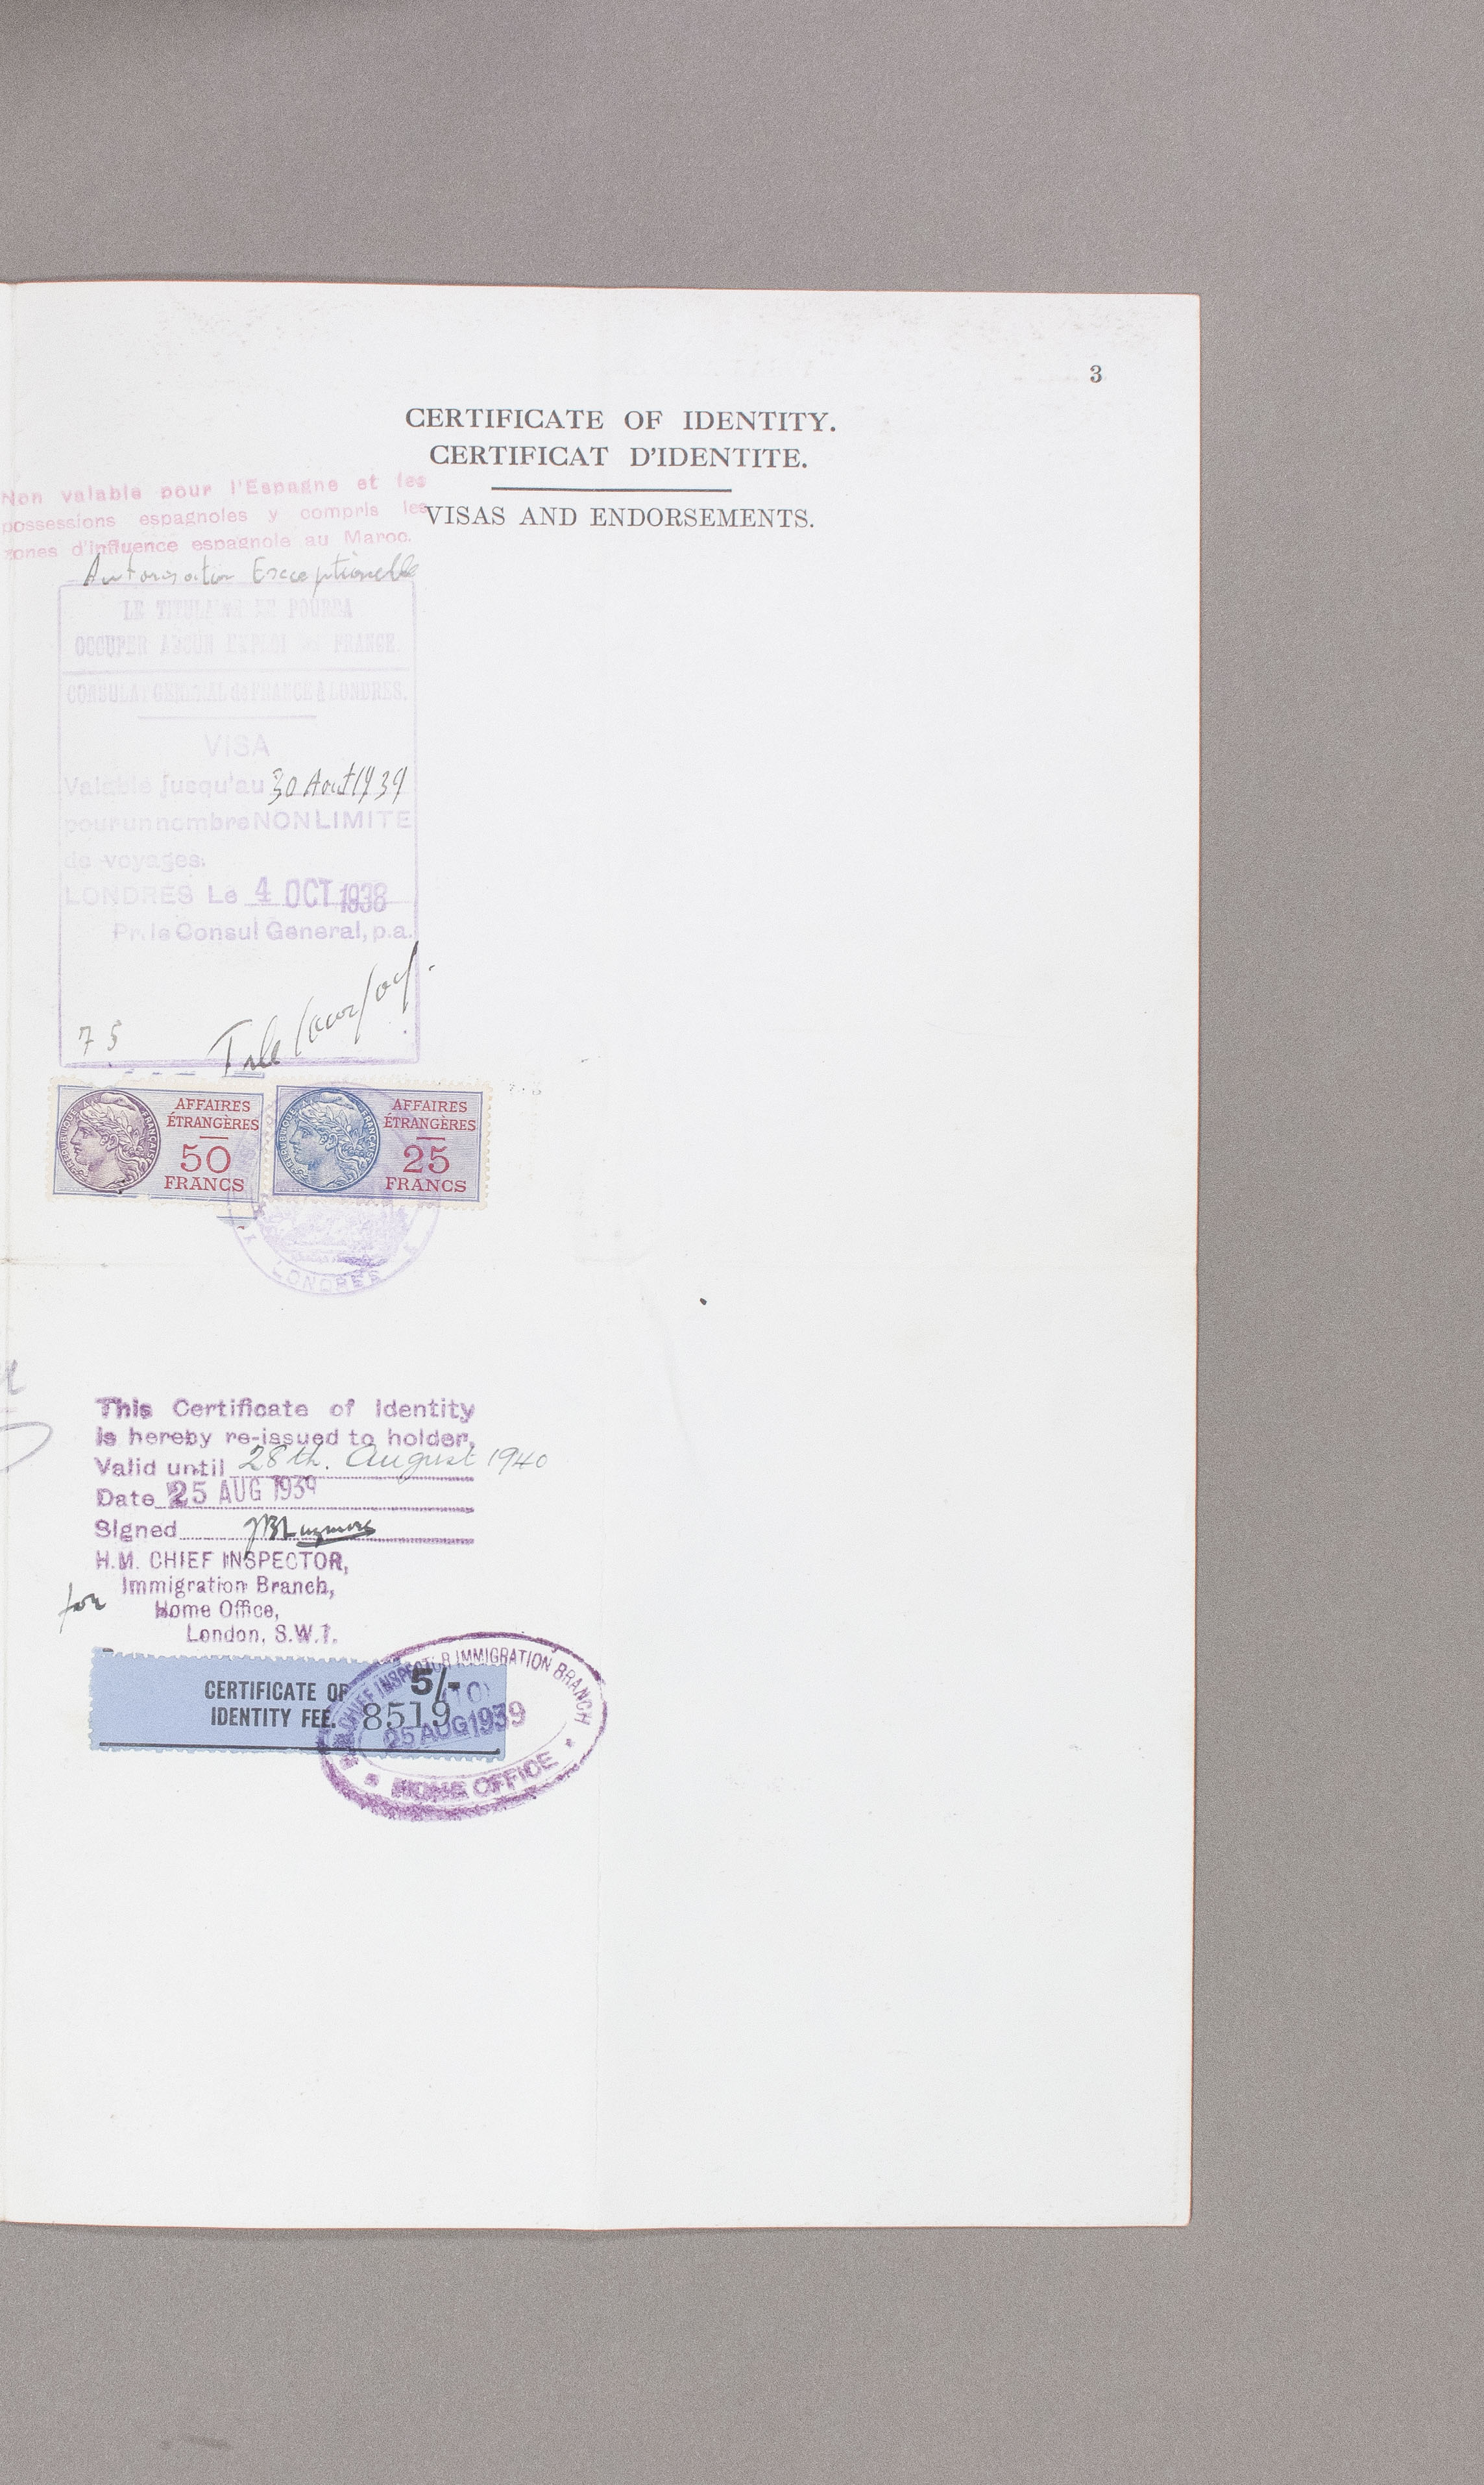 3
CERTIFICATE OF IDENTITY.
CERTIFICAT D'IDENTITE.
VISAS AND ENDORSEMENTS.
Non valable pour l'Espagne et les
possessions espagnoles y compris les
zones d'influence espagnole au Maroc.
Autorisation Exceptionelle
LE TITULAIRE NE POURRA
OCCUPER AUCUN EMPLOI EN FRANCE.
CONSULAT GENERAL de FRANCE à LONDRES.
VISA
Valable jusqu'au 30 Aout 1939
pour un nombre NON LIMITE
de voyages.
LONDRES Le 4 OCT 1938
Pr. le Consul General, p.a.
75
REPUBLIQUE FRANÇAISE
AFFAIRES
ÉTRANGÈRES
50
FRANCS
REPUBLIQUE FRANÇAISE
AFFAIRES
ÉTRANGÈRES
25
FRANCS
LONDRES
This Certificate of Identity
is hereby re-issued to holder.
Valid until 28th. August 1940
Date 25 AUG 1939
Signed
H.M. CHIEF INSPECTOR,
for Immigration Branch,
Home Office,
London, S.W.1.
CERTIFICATE OF
IDENTITY FEE.
5/-
8519
CHIEF INSPECTOR IMMIGRATION BRANCH
(10)
25 AUG 1939
HOME OFFICE